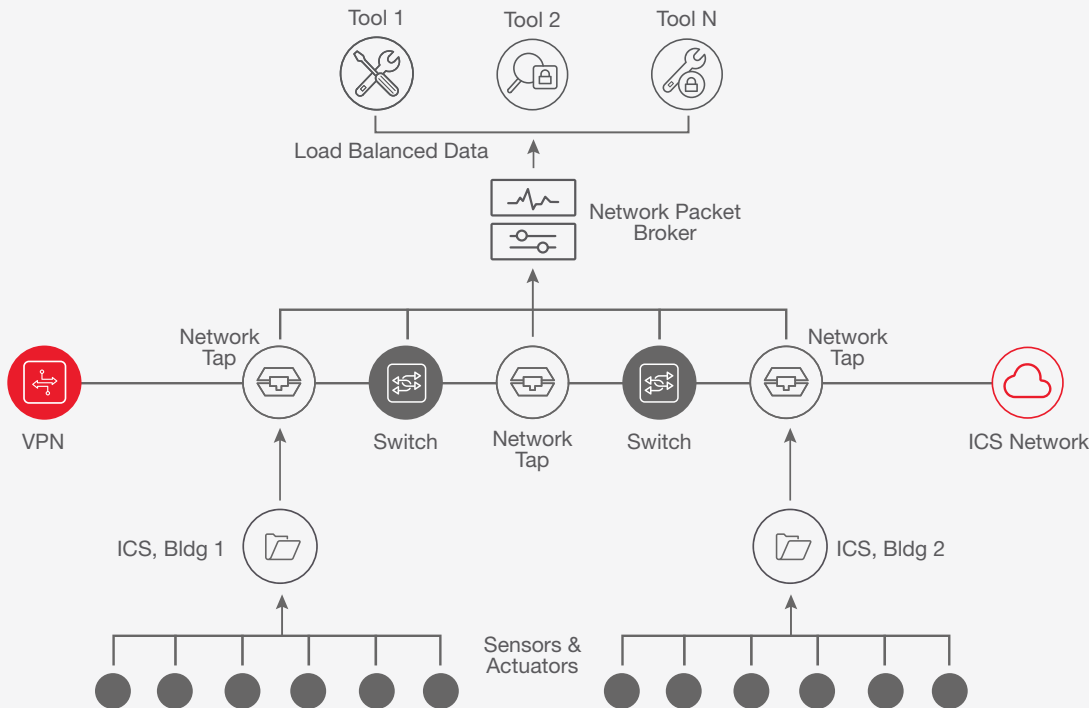 Tool 1
Tool 2
Tool N
Load Balanced Data
Network Packet
Broker
Network
Tap
Network
Tap
VPN
Switch
Network
Tap
Switch
ICS Network
ICS, Bldg 1
ICS, Bldg 2
Sensors &
Actuators